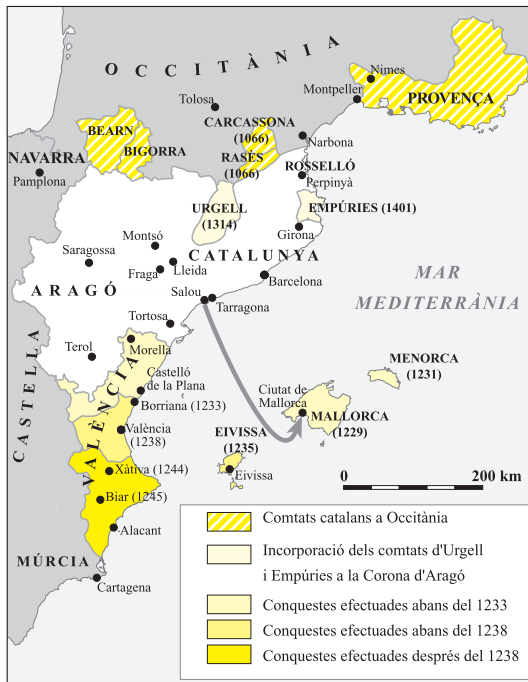 OCCITÀNIA
Nimes
Montpeller
PROVENÇA
Tolosa
CARCASSONA
(1066)
BEARN
BIGORRA
NAVARRA
Pamplona
RASÈS
(1066)
Narbona
ROSSELLÓ
Perpinyà
URGELL
(1314)
EMPÚRIES (1401)
Girona
Montsó
CATALUNYA
Saragossa
Fraga
Lleida
Barcelona
MAR
MEDITERRÀNIA
ARAGÓ
Salou
Tarragona
Tortosa
Terol
Morella
CASTELLA
VALÈNCIA
Castelló
de la Plana
Borriana (1233)
MENORCA
(1231)
Ciutat de
Mallorca
MALLORCA
(1229)
València
(1238)
EIVISSA
(1235)
Eivissa
Xàtiva (1244)
Biar (1245)
Alacant
MÚRCIA
Cartagena
0 200 km
Comtats catalans a Occitània
Incorporació dels comtats d'Urgell
i Empúries a la Corona d'Aragó
Conquestes efectuades abans del 1233
Conquestes efectuades abans del 1238
Conquestes efectuades després del 1238